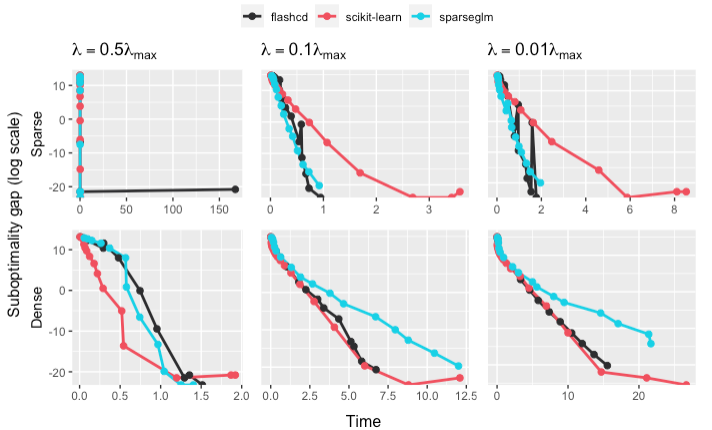 flashcd scikit-learn sparseglm
λ = 0.5λmax λ = 0.1λmax λ = 0.01λmax
Suboptimality gap (log scale)
Sparse
10
0
-10
-20
0 50 100 150 0 1 2 3 0 2 4 6 8
Dense
10
0
-10
-20
0.0 0.5 1.0 1.5 2.0 0.0 2.5 5.0 7.5 10.0 12.5 0 10 20
Time